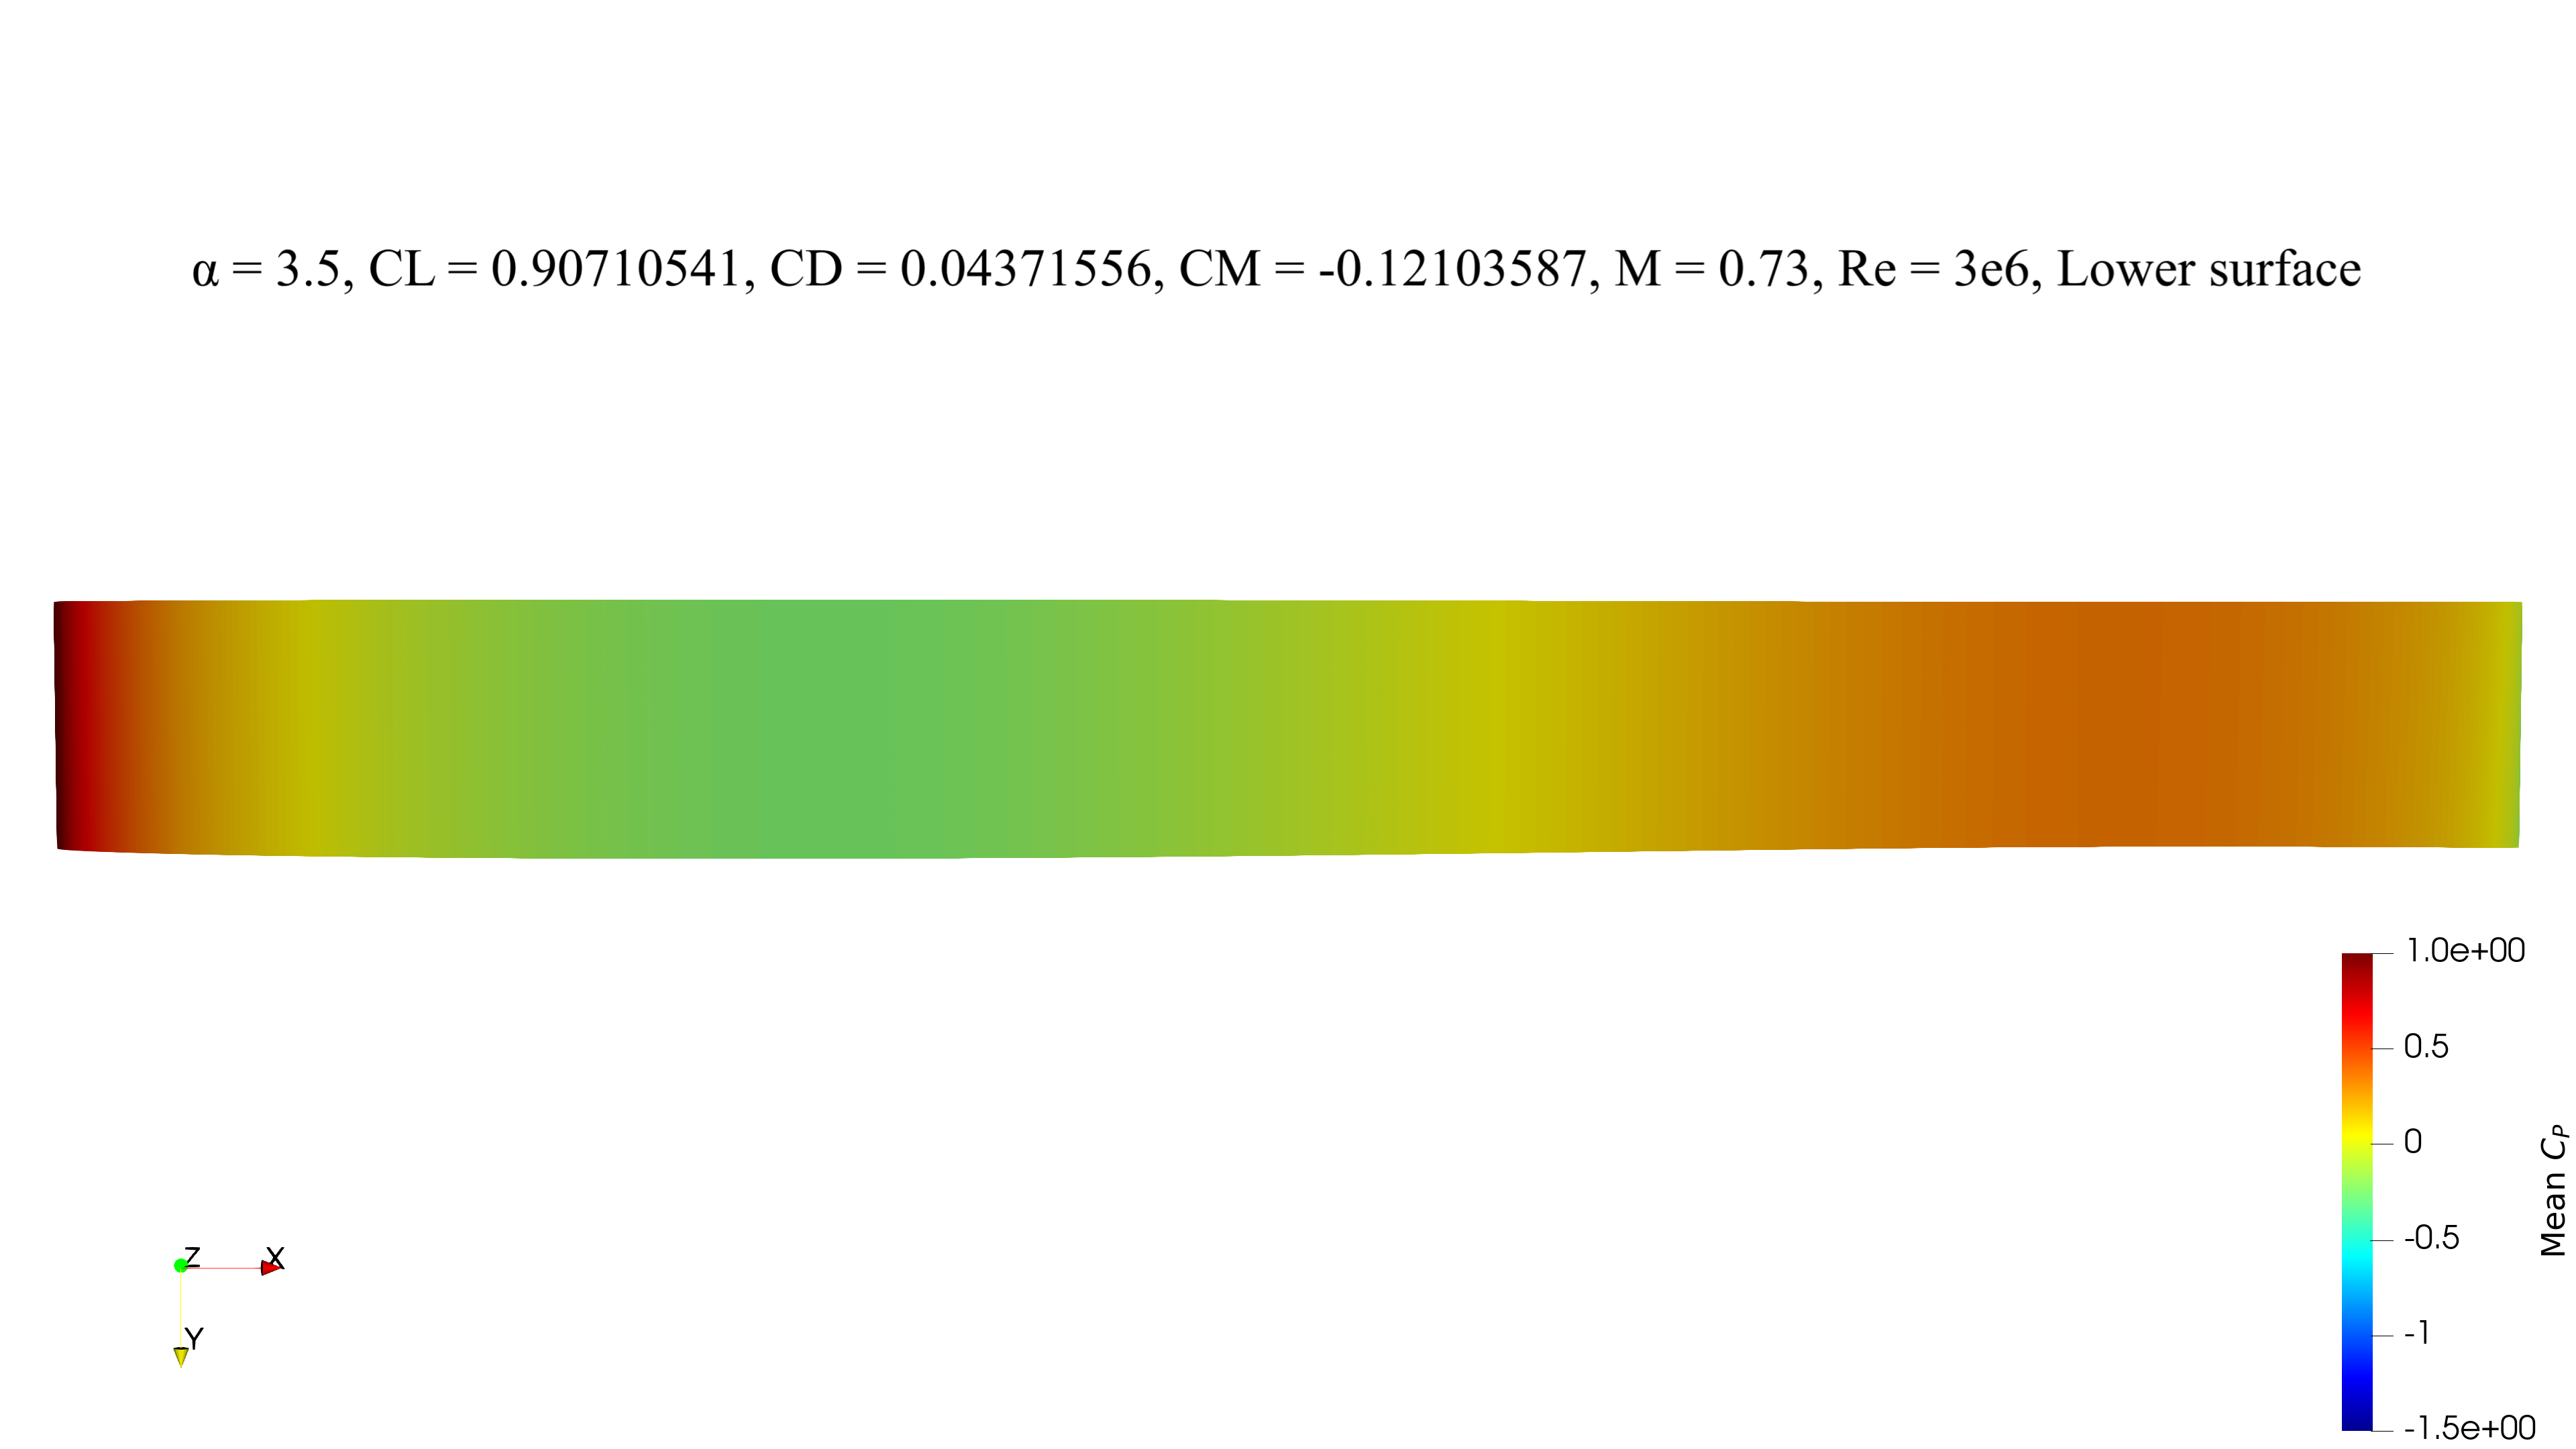 α = 3.5, CL = 0.90710541, CD = 0.04371556, CM = -0.12103587, M = 0.73, Re = 3e6, Lower surface
1.0e+00
0.5
0
-0.5
-1
-1.5e+00
Mean C_P
Z
X
Y